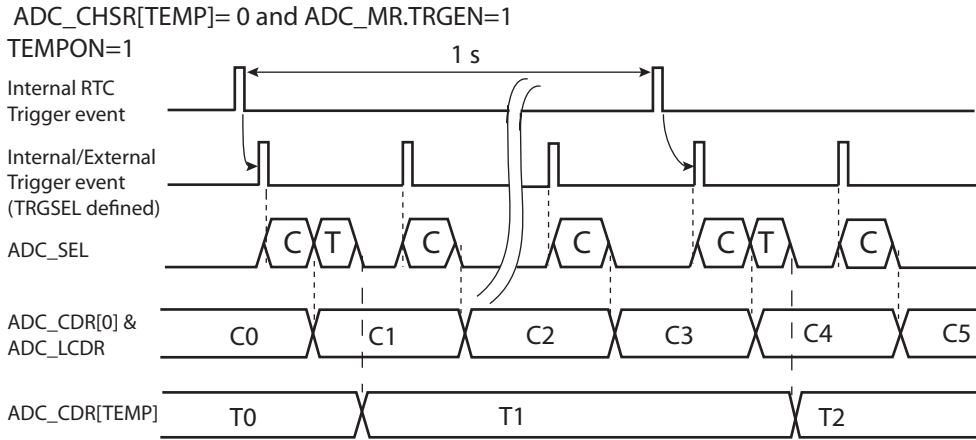 ADC_CHSR[TEMP]= 0 and ADC_MR.TRGEN=1
TEMPON=1
1 s
Internal RTC
Trigger event
Internal/External
Trigger event
(TRGSEL defined)
ADC_SEL
C T C C C T C
ADC_CDR[0] &
ADC_LCDR
C0 C1 C2 C3 C4 C5
ADC_CDR[TEMP]
T0 T1 T2